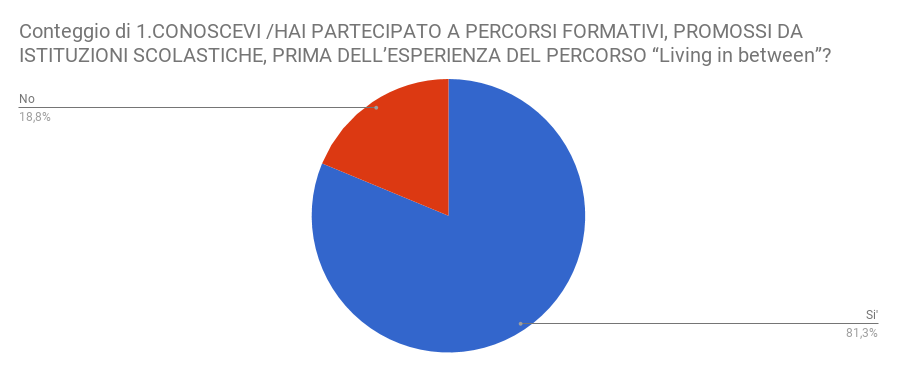 Conteggio di 1.CONOSCEVI /HAI PARTECIPATO A PERCORSI FORMATIVI, PROMOSSI DA
ISTITUZIONI SCOLASTICHE, PRIMA DELL’ESPERIENZA DEL PERCORSO “Living in between”?
No
18,8%
Si'
81,3%